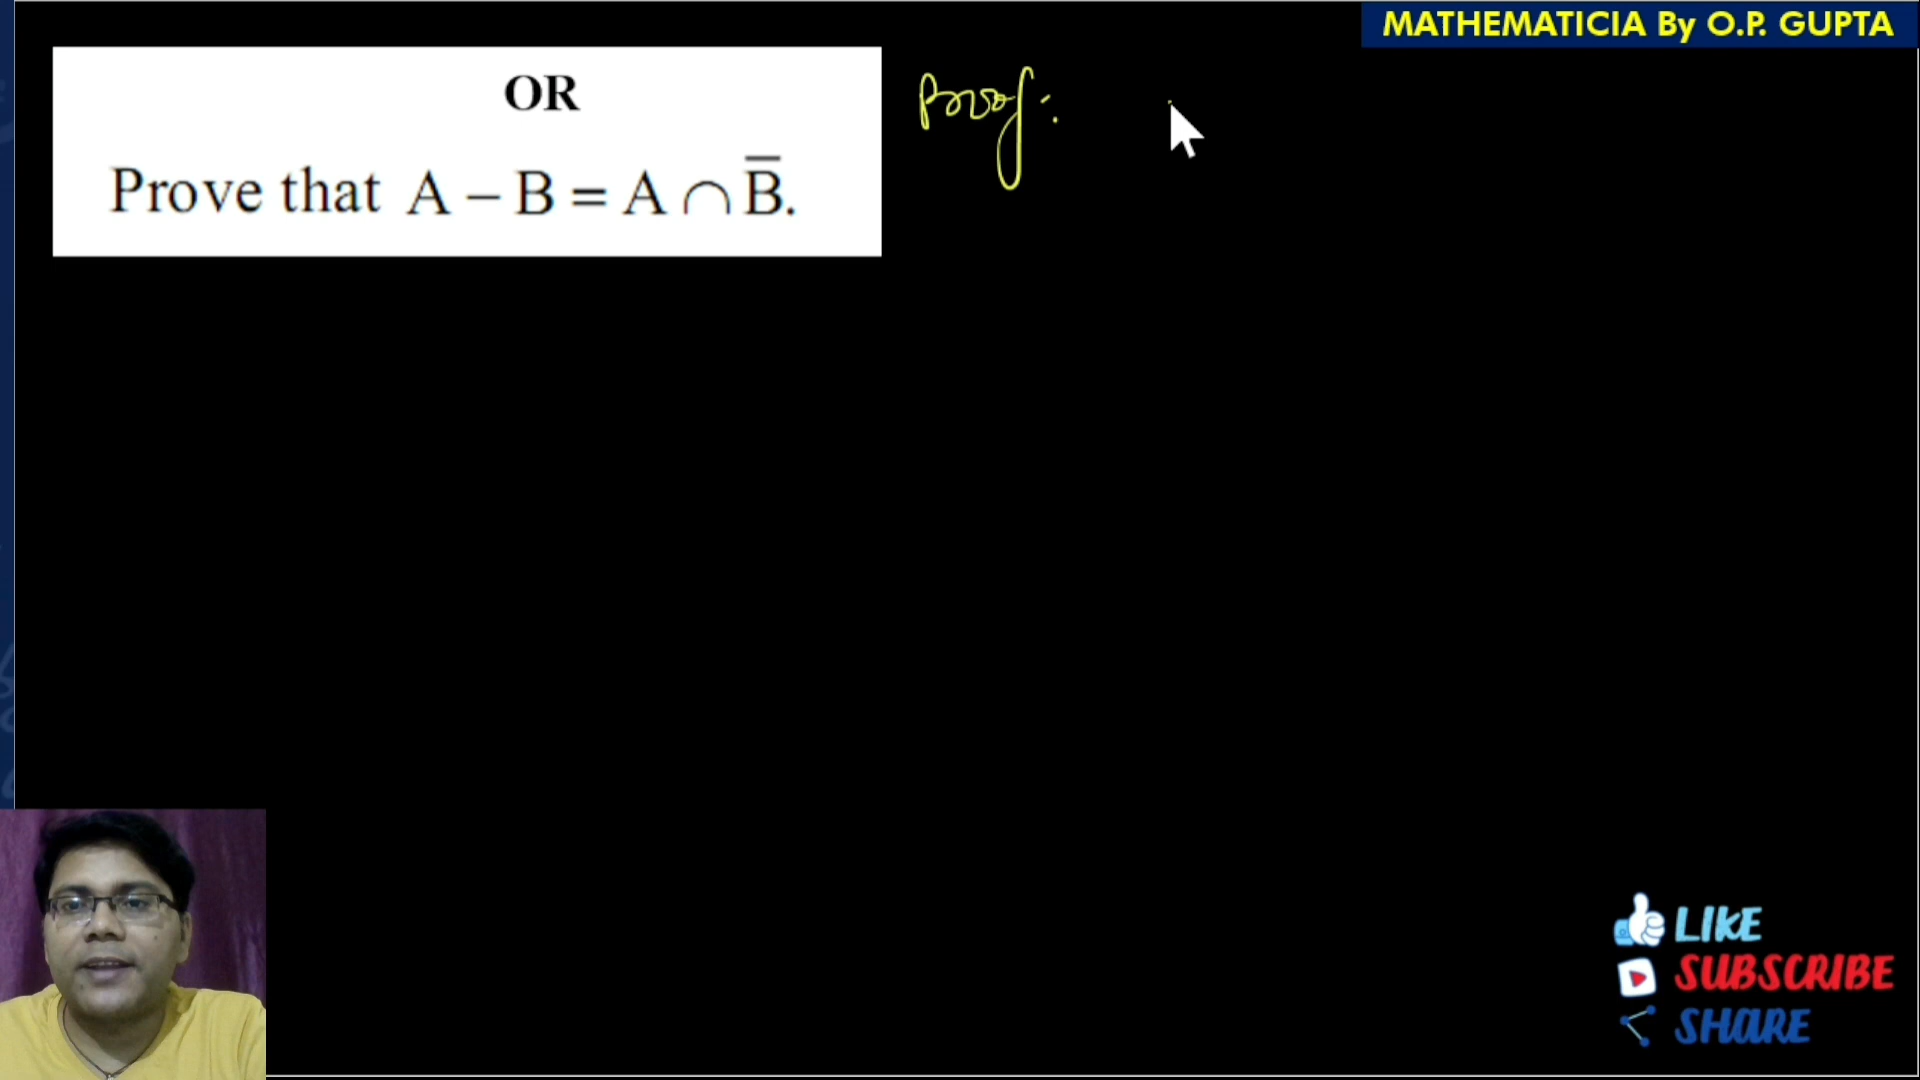 MATHEMATICIA By O.P. GUPTA
OR
Prove that A – B = A ∩ B̅.
Proof:
LIKE
SUBSCRIBE
SHARE